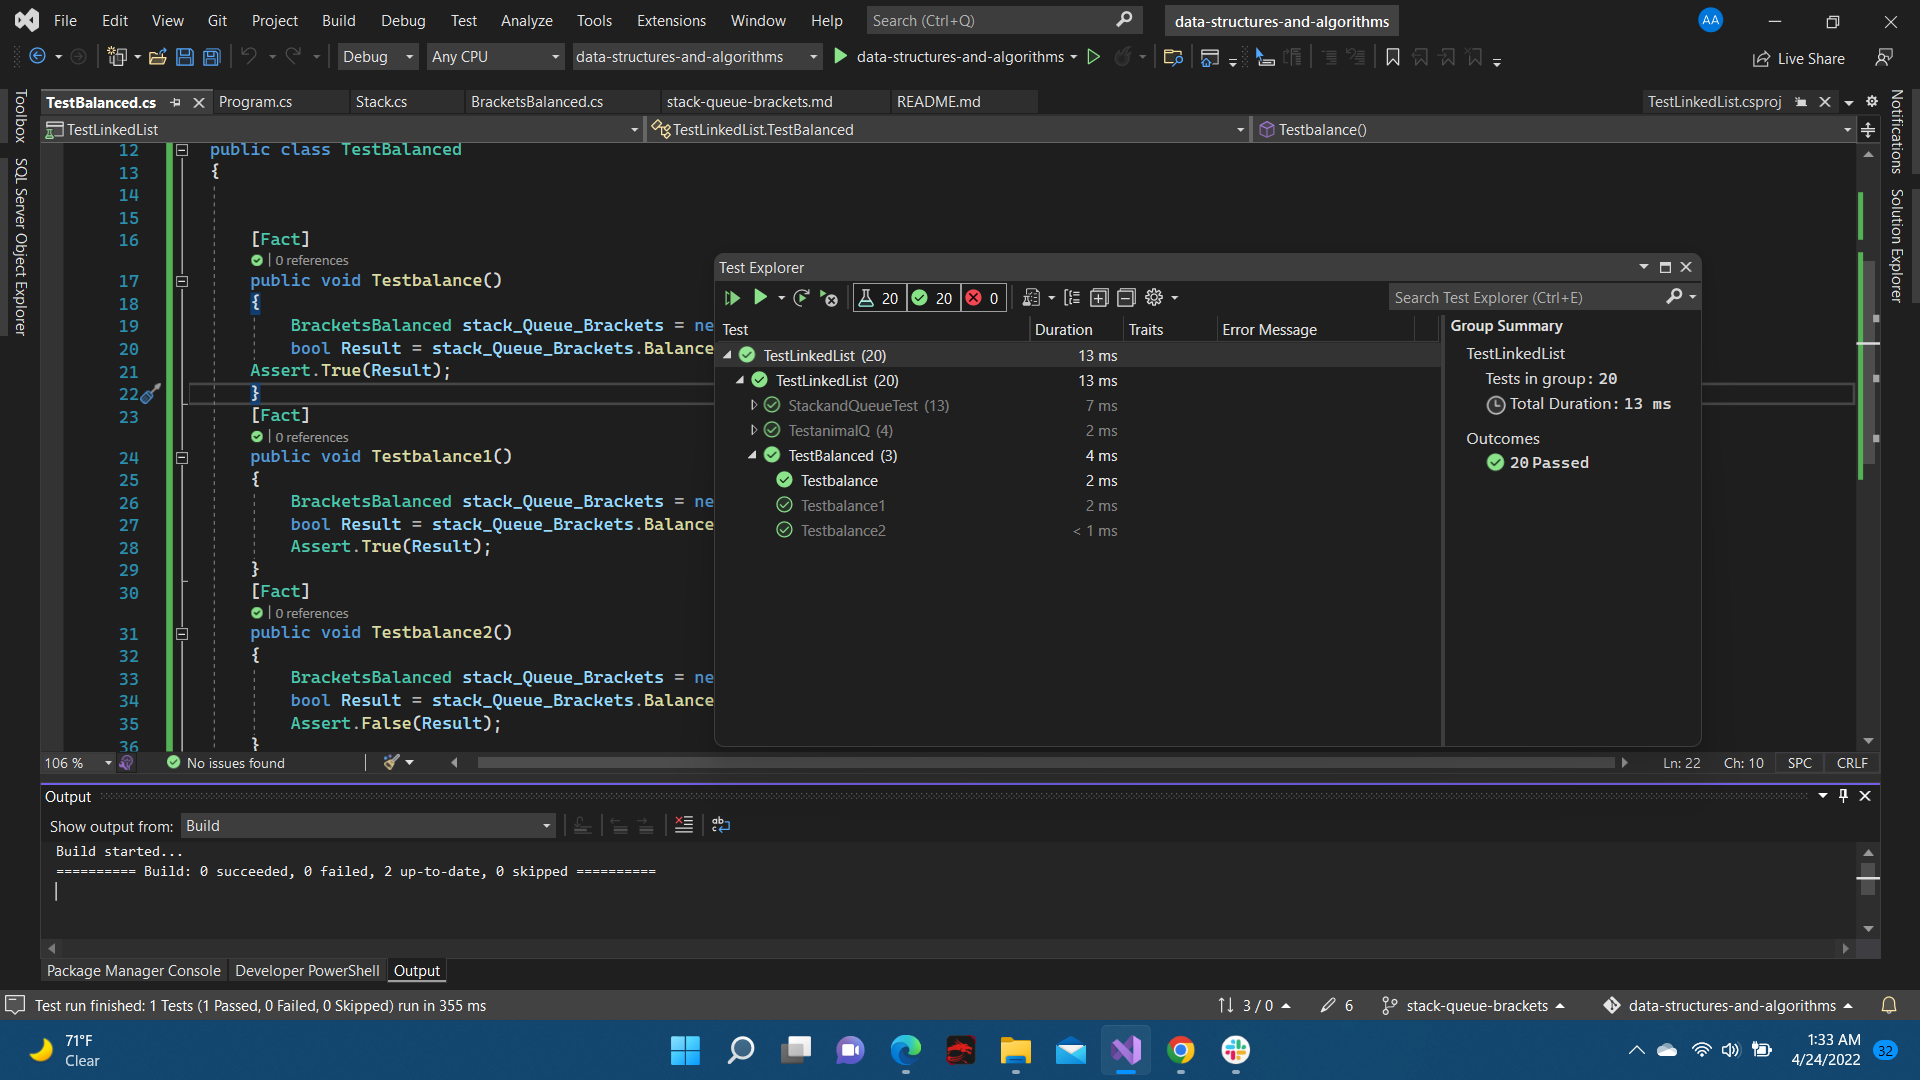 File Edit View Git Project Build Debug Test Analyze Tools Extensions Window Help Search (Ctrl+Q) data-structures-and-algorithms AA
Debug Any CPU data-structures-and-algorithms data-structures-and-algorithms Live Share
TestBalanced.cs Program.cs Stack.cs BracketsBalanced.cs stack-queue-brackets.md README.md TestLinkedList.csproj
TestLinkedList TestLinkedList.TestBalanced Testbalance()
Toolbox
SQL Server Object Explorer
Notifications
Solution Explorer
12 public class TestBalanced
13 {
14
15
16 [Fact]
0 references
17 public void Testbalance()
18 {
19 BracketsBalanced stack_Queue_Brackets = ne
20 bool Result = stack_Queue_Brackets.Balance
21 Assert.True(Result);
22 }
23 [Fact]
0 references
24 public void Testbalance1()
25 {
26 BracketsBalanced stack_Queue_Brackets = ne
27 bool Result = stack_Queue_Brackets.Balance
28 Assert.True(Result);
29 }
30 [Fact]
0 references
31 public void Testbalance2()
32 {
33 BracketsBalanced stack_Queue_Brackets = ne
34 bool Result = stack_Queue_Brackets.Balance
35 Assert.False(Result);
36 }
Test Explorer
20 20 0 Search Test Explorer (Ctrl+E)
Test Duration Traits Error Message
TestLinkedList (20) 13 ms
TestLinkedList (20) 13 ms
StackandQueueTest (13) 7 ms
TestanimalQ (4) 2 ms
TestBalanced (3) 4 ms
Testbalance 2 ms
Testbalance1 2 ms
Testbalance2 < 1 ms
Group Summary
TestLinkedList
Tests in group: 20
Total Duration: 13 ms
Outcomes
20 Passed
106 % No issues found Ln: 22 Ch: 10 SPC CRLF
Output
Show output from: Build
Build started...
========== Build: 0 succeeded, 0 failed, 2 up-to-date, 0 skipped ==========
Package Manager Console Developer PowerShell Output
Test run finished: 1 Tests (1 Passed, 0 Failed, 0 Skipped) run in 355 ms 3 / 0 6 stack-queue-brackets data-structures-and-algorithms
71°F
Clear
1:33 AM
4/24/2022
32